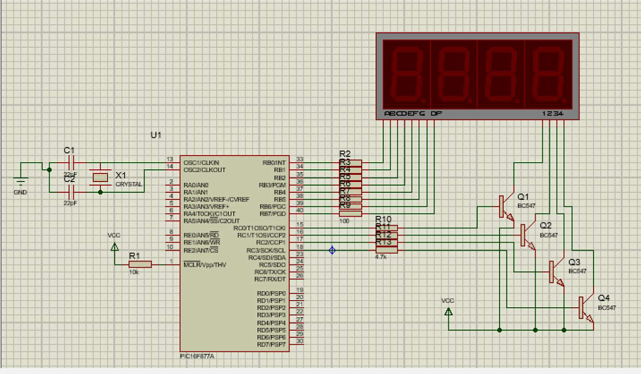 ABCDEFG DP
1234
U1
C1
22pF
C2
22pF
X1
CRYSTAL
GND
VCC
R1
10k
13 OSC1/CLKIN
14 OSC2/CLKOUT
2 RA0/AN0
3 RA1/AN1
4 RA2/AN2/VREF-/CVREF
5 RA3/AN3/VREF+
6 RA4/T0CKI/C1OUT
7 RA5/AN4/SS/C2OUT
8 RE0/AN5/RD
9 RE1/AN6/WR
10 RE2/AN7/CS
1 MCLR/Vpp/THV
RB0/INT 33
RB1 34
RB2 35
RB3/PGM 36
RB4 37
RB5 38
RB6/PGC 39
RB7/PGD 40
RC0/T1OSO/T1CKI 15
RC1/T1OSI/CCP2 16
RC2/CCP1 17
RC3/SCK/SCL 18
RC4/SDI/SDA 23
RC5/SDO 24
RC6/TX/CK 25
RC7/RX/DT 26
RD0/PSP0 19
RD1/PSP1 20
RD2/PSP2 21
RD3/PSP3 22
RD4/PSP4 27
RD5/PSP5 28
RD6/PSP6 29
RD7/PSP7 30
PIC16F877A
R2
R3
R4
R5
R6
R7
R8
R9
100
R10
R11
R12
R13
4.7k
Q1
BC547
Q2
BC547
Q3
BC547
Q4
BC547
VCC